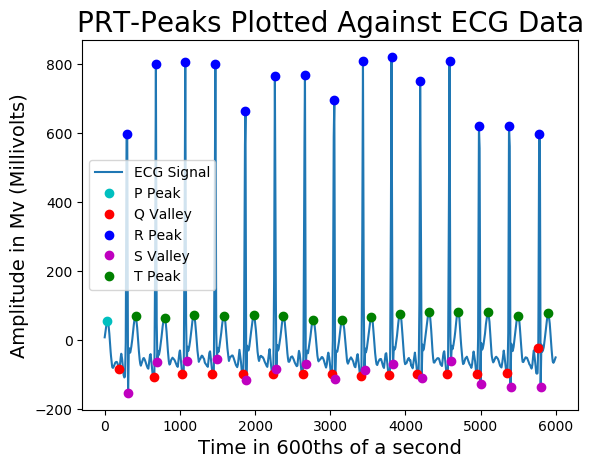 PRT-Peaks Plotted Against ECG Data
800
600
400
200
0
−200
Amplitude in Mv (Millivolts)
ECG Signal
P Peak
Q Valley
R Peak
S Valley
T Peak
0 1000 2000 3000 4000 5000 6000
Time in 600ths of a second